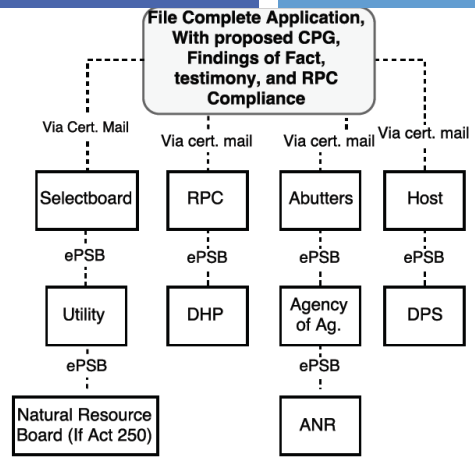 File Complete Application,
With proposed CPG,
Findings of Fact,
testimony, and RPC
Compliance
Via Cert. Mail
Via cert. mail
Via cert. mail
Via cert. mail
Selectboard
RPC
Abutters
Host
ePSB
ePSB
ePSB
ePSB
Utility
DHP
Agency
of Ag.
DPS
ePSB
ePSB
Natural Resource
Board (If Act 250)
ANR